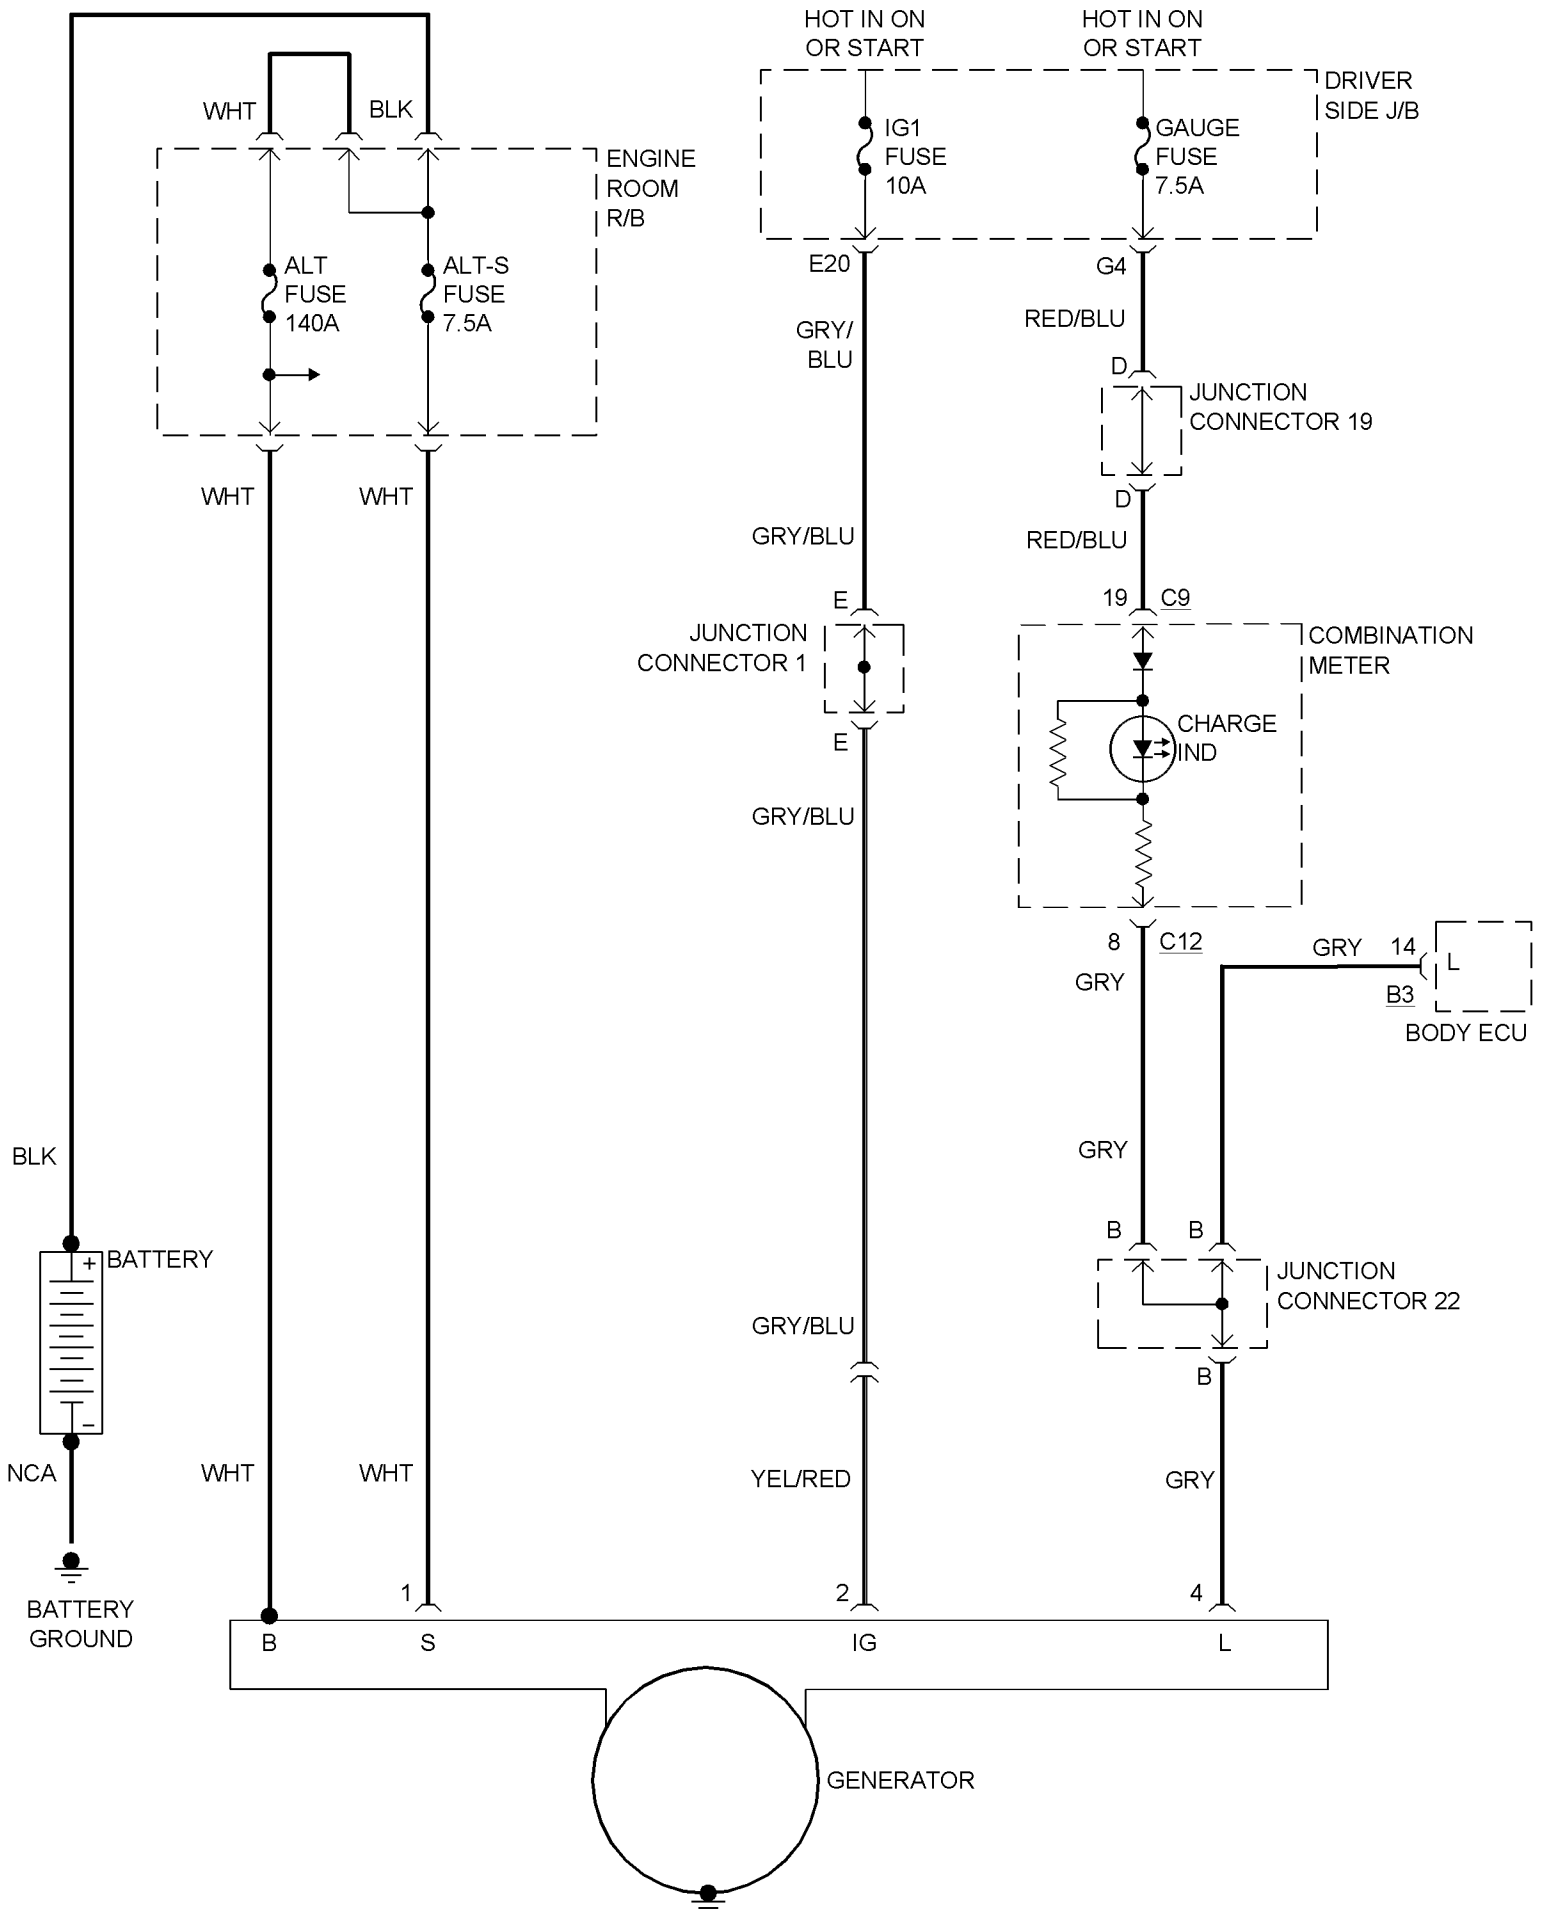 HOT IN ON
OR START
HOT IN ON
OR START
DRIVER
SIDE J/B
WHT
BLK
IG1
FUSE
10A
GAUGE
FUSE
7.5A
ENGINE
ROOM
R/B
ALT
FUSE
140A
ALT-S
FUSE
7.5A
E20
G4
GRY/
BLU
RED/BLU
D
JUNCTION
CONNECTOR 19
D
WHT
WHT
GRY/BLU
RED/BLU
E
19
C9
JUNCTION
CONNECTOR 1
COMBINATION
METER
E
CHARGE
IND
GRY/BLU
8
C12
GRY
GRY
14
L
B3
BODY ECU
BLK
GRY
B
B
BATTERY
+
JUNCTION
CONNECTOR 22
GRY/BLU
B
−
NCA
WHT
WHT
YEL/RED
GRY
1
2
4
BATTERY
GROUND
B
S
IG
L
GENERATOR